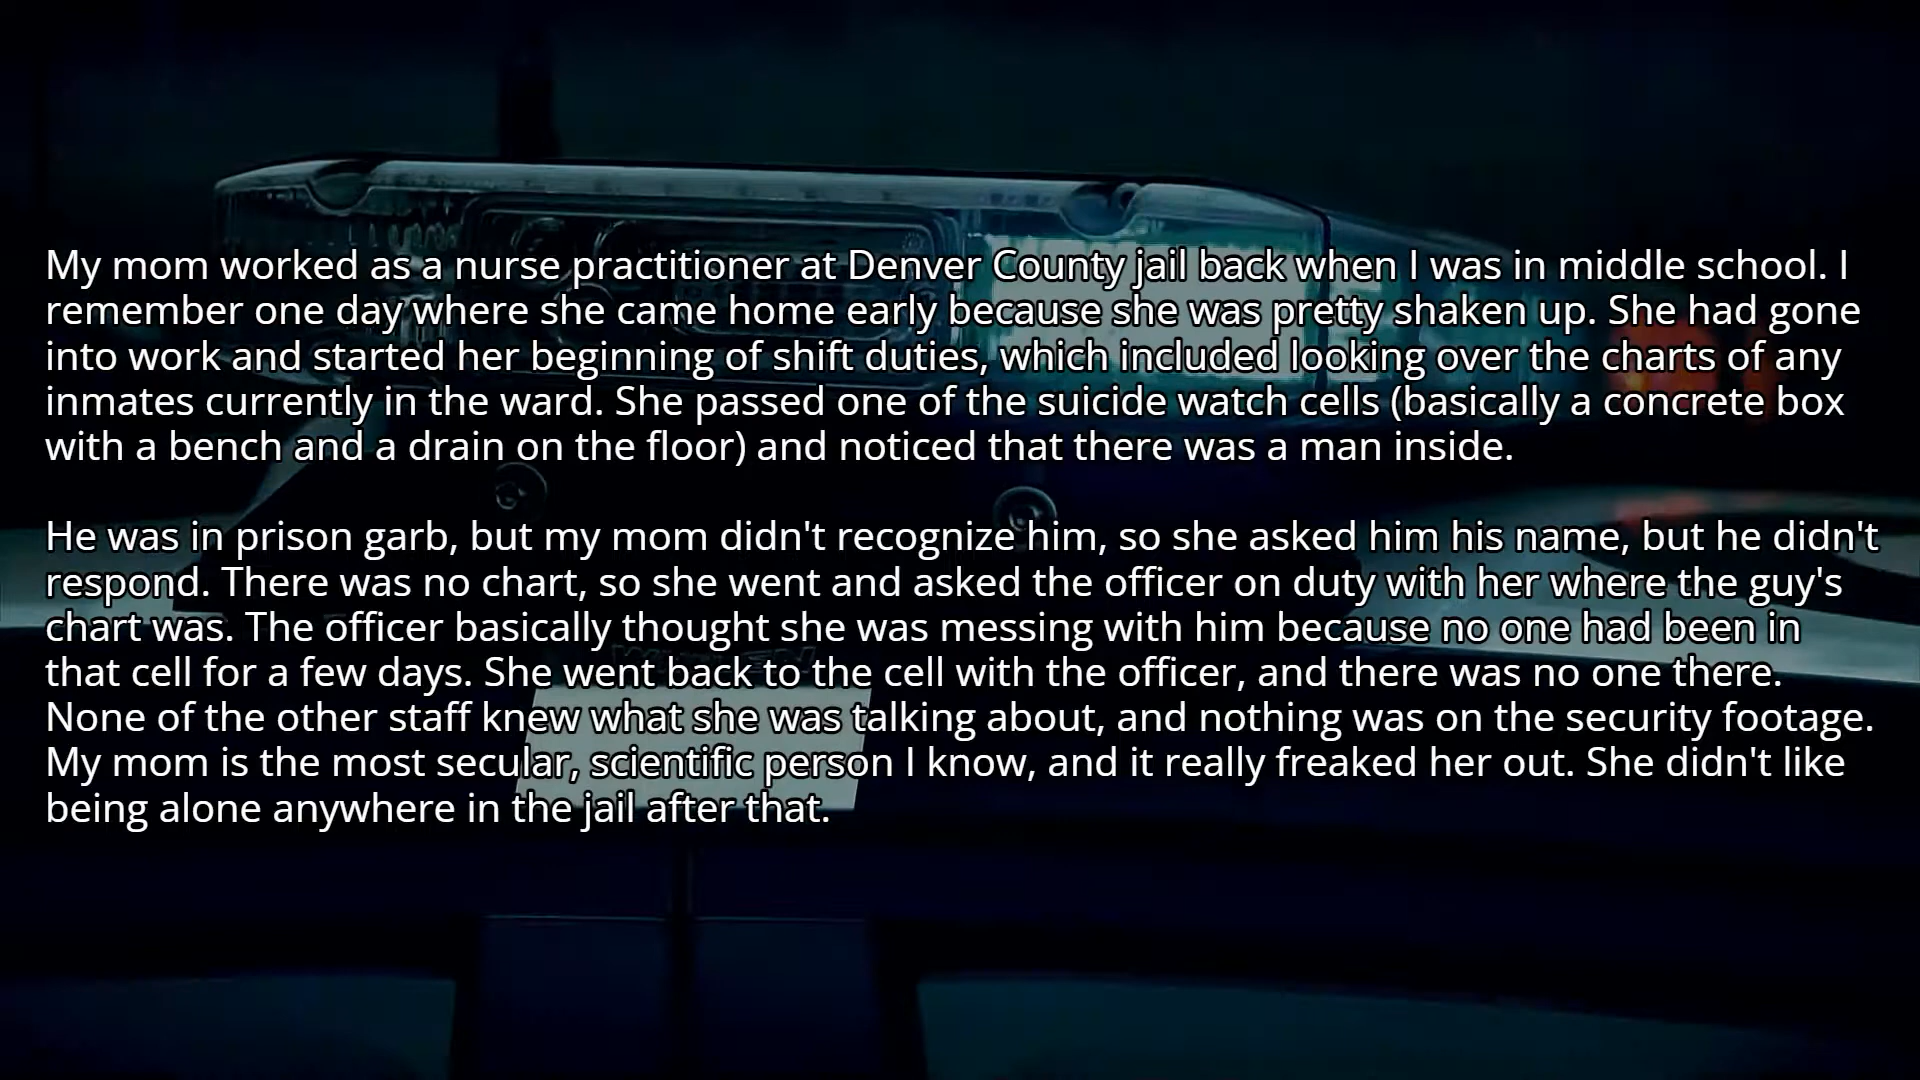 My mom worked as a nurse practitioner at Denver County jail back when I was in middle school. I
remember one day where she came home early because she was pretty shaken up. She had gone
into work and started her beginning of shift duties, which included looking over the charts of any
inmates currently in the ward. She passed one of the suicide watch cells (basically a concrete box
with a bench and a drain on the floor) and noticed that there was a man inside.
He was in prison garb, but my mom didn't recognize him, so she asked him his name, but he didn't
respond. There was no chart, so she went and asked the officer on duty with her where the guy's
chart was. The officer basically thought she was messing with him because no one had been in
that cell for a few days. She went back to the cell with the officer, and there was no one there.
None of the other staff knew what she was talking about, and nothing was on the security footage.
My mom is the most secular, scientific person I know, and it really freaked her out. She didn't like
being alone anywhere in the jail after that.